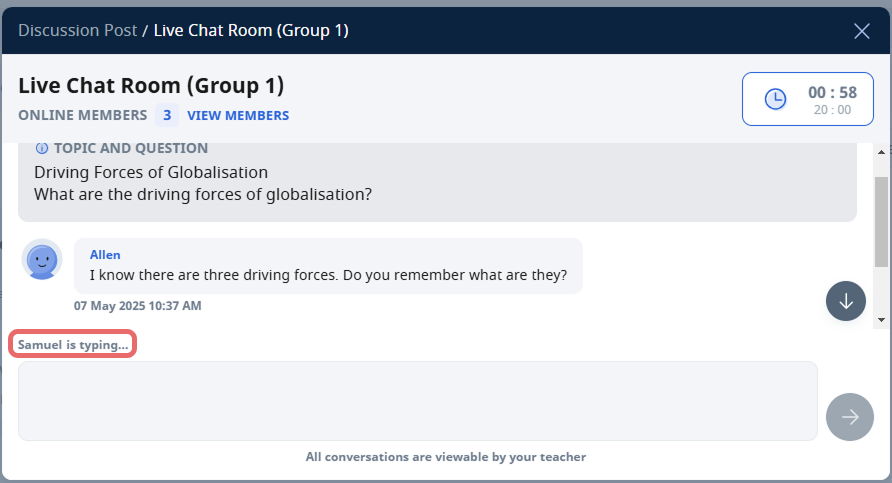 Discussion Post / Live Chat Room (Group 1)
Live Chat Room (Group 1)
ONLINE MEMBERS 3 VIEW MEMBERS
00 : 58
20 : 00
TOPIC AND QUESTION
Driving Forces of Globalisation
What are the driving forces of globalisation?
Allen
I know there are three driving forces. Do you remember what are they?
07 May 2025 10:37 AM
Samuel is typing...
All conversations are viewable by your teacher